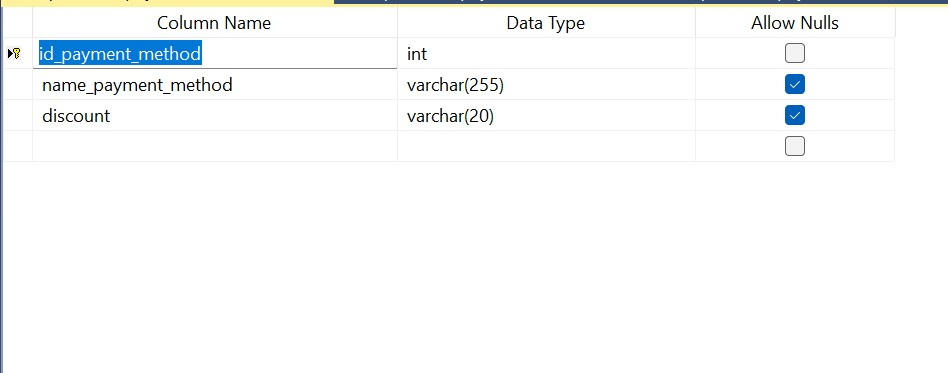 Column Name Data Type Allow Nulls
id_payment_method int
name_payment_method varchar(255)
discount varchar(20)